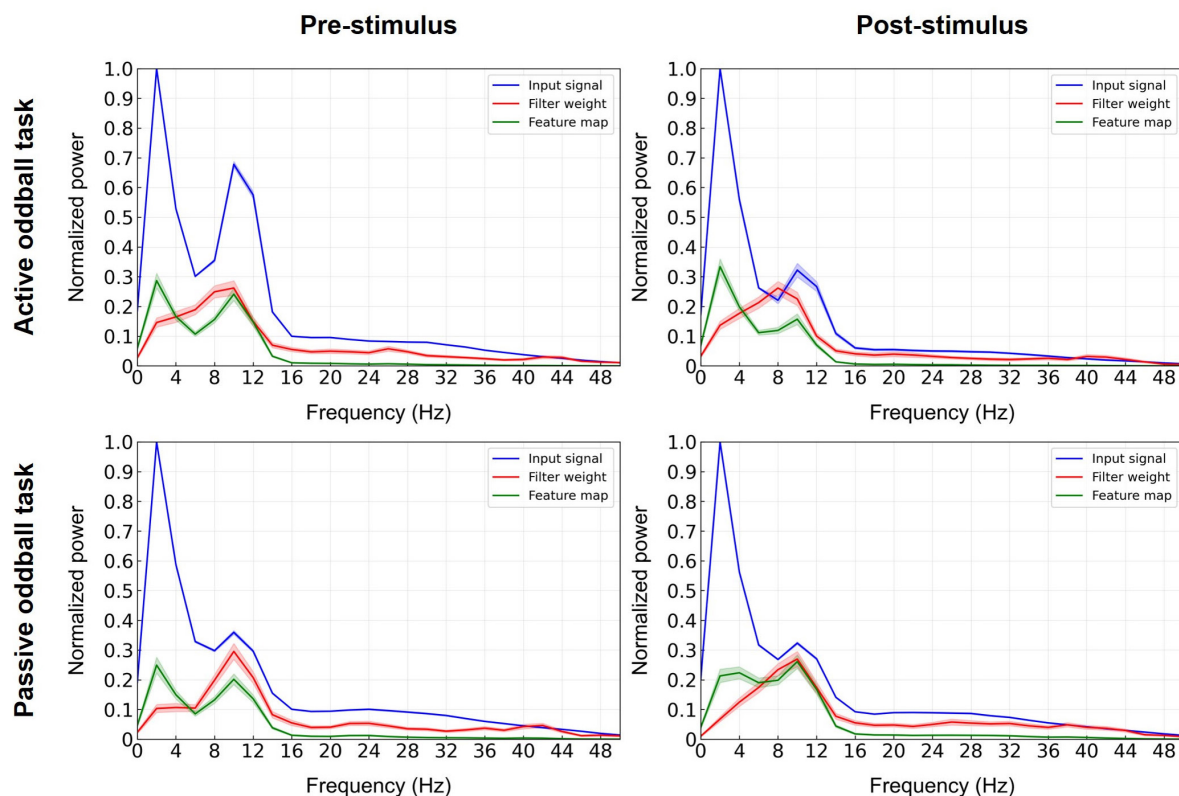 Pre-stimulus
Post-stimulus
Active oddball task
Normalized power
1.0
0.9
0.8
0.7
0.6
0.5
0.4
0.3
0.2
0.1
0
Input signal
Filter weight
Feature map
0 4 8 12 16 20 24 28 32 36 40 44 48
Frequency (Hz)
Normalized power
1.0
0.9
0.8
0.7
0.6
0.5
0.4
0.3
0.2
0.1
0
Input signal
Filter weight
Feature map
0 4 8 12 16 20 24 28 32 36 40 44 48
Frequency (Hz)
Passive oddball task
Normalized power
1.0
0.9
0.8
0.7
0.6
0.5
0.4
0.3
0.2
0.1
0
Input signal
Filter weight
Feature map
0 4 8 12 16 20 24 28 32 36 40 44 48
Frequency (Hz)
Normalized power
1.0
0.9
0.8
0.7
0.6
0.5
0.4
0.3
0.2
0.1
0
Input signal
Filter weight
Feature map
0 4 8 12 16 20 24 28 32 36 40 44 48
Frequency (Hz)